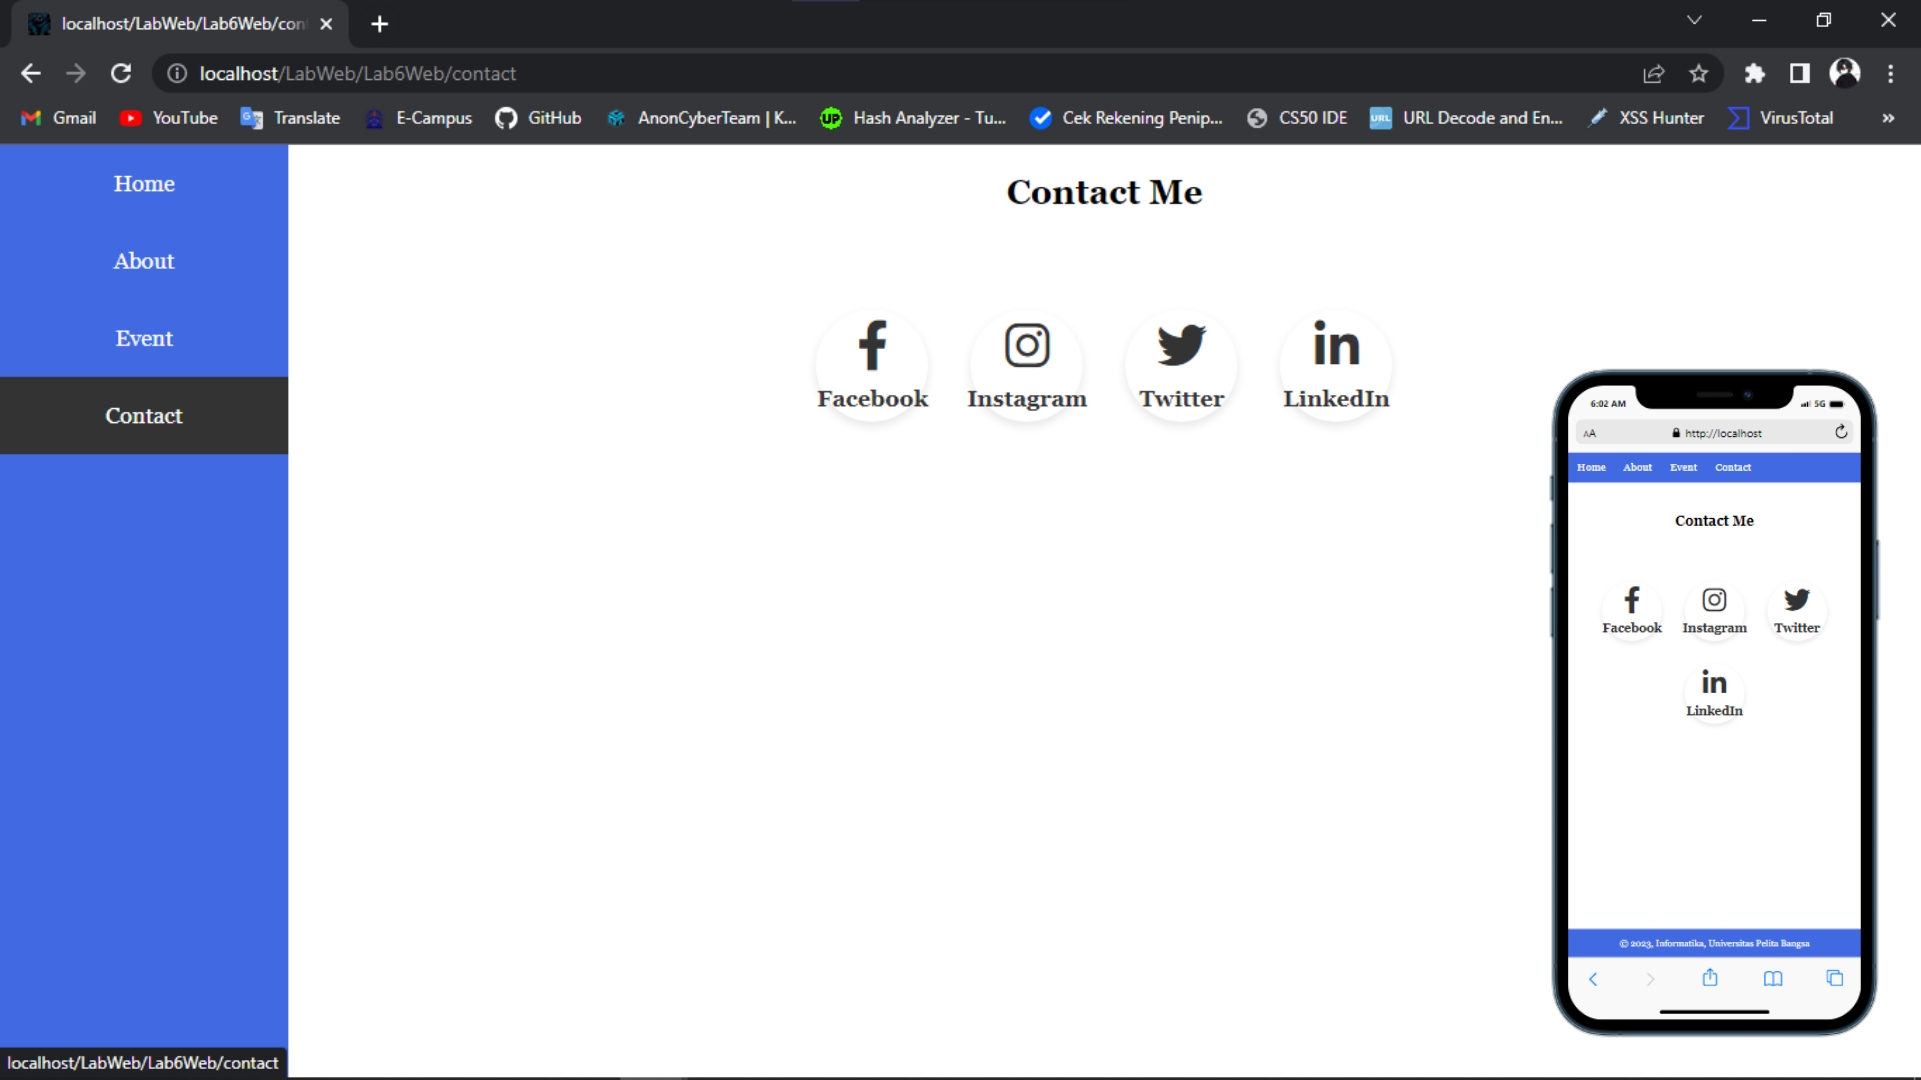 localhost/LabWeb/Lab6Web/con
localhost/LabWeb/Lab6Web/contact
Gmail YouTube Translate E-Campus GitHub AnonCyberTeam | K... Hash Analyzer - Tu... Cek Rekening Penip... CS50 IDE URL Decode and En... XSS Hunter VirusTotal »
Home
About
Event
Contact
Contact Me
Facebook Instagram Twitter LinkedIn
6:02 AM 5G
AA http://localhost
Home About Event Contact
Contact Me
Facebook Instagram Twitter
LinkedIn
© 2023, Informatika, Universitas Pelita Bangsa
localhost/LabWeb/Lab6Web/contact